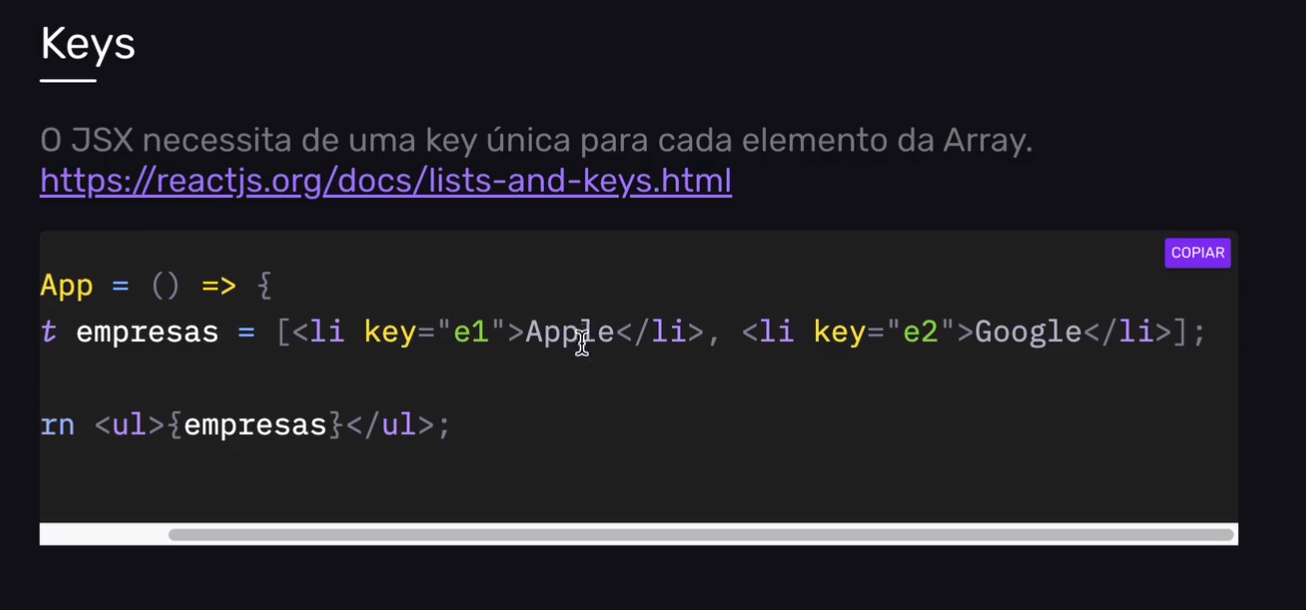 Keys
O JSX necessita de uma key única para cada elemento da Array.
https://reactjs.org/docs/lists-and-keys.html
COPIAR
App = () => {
t empresas = [<li key="e1">Apple</li>, <li key="e2">Google</li>];
rn <ul>{empresas}</ul>;